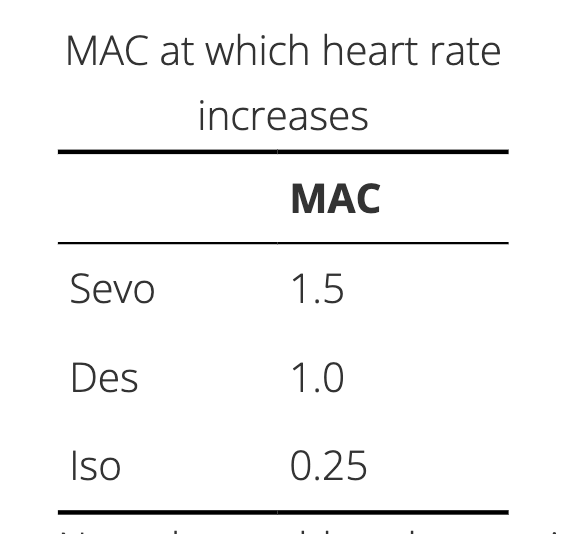 MAC at which heart rate
increases
MAC
Sevo 1.5
Des 1.0
Iso 0.25